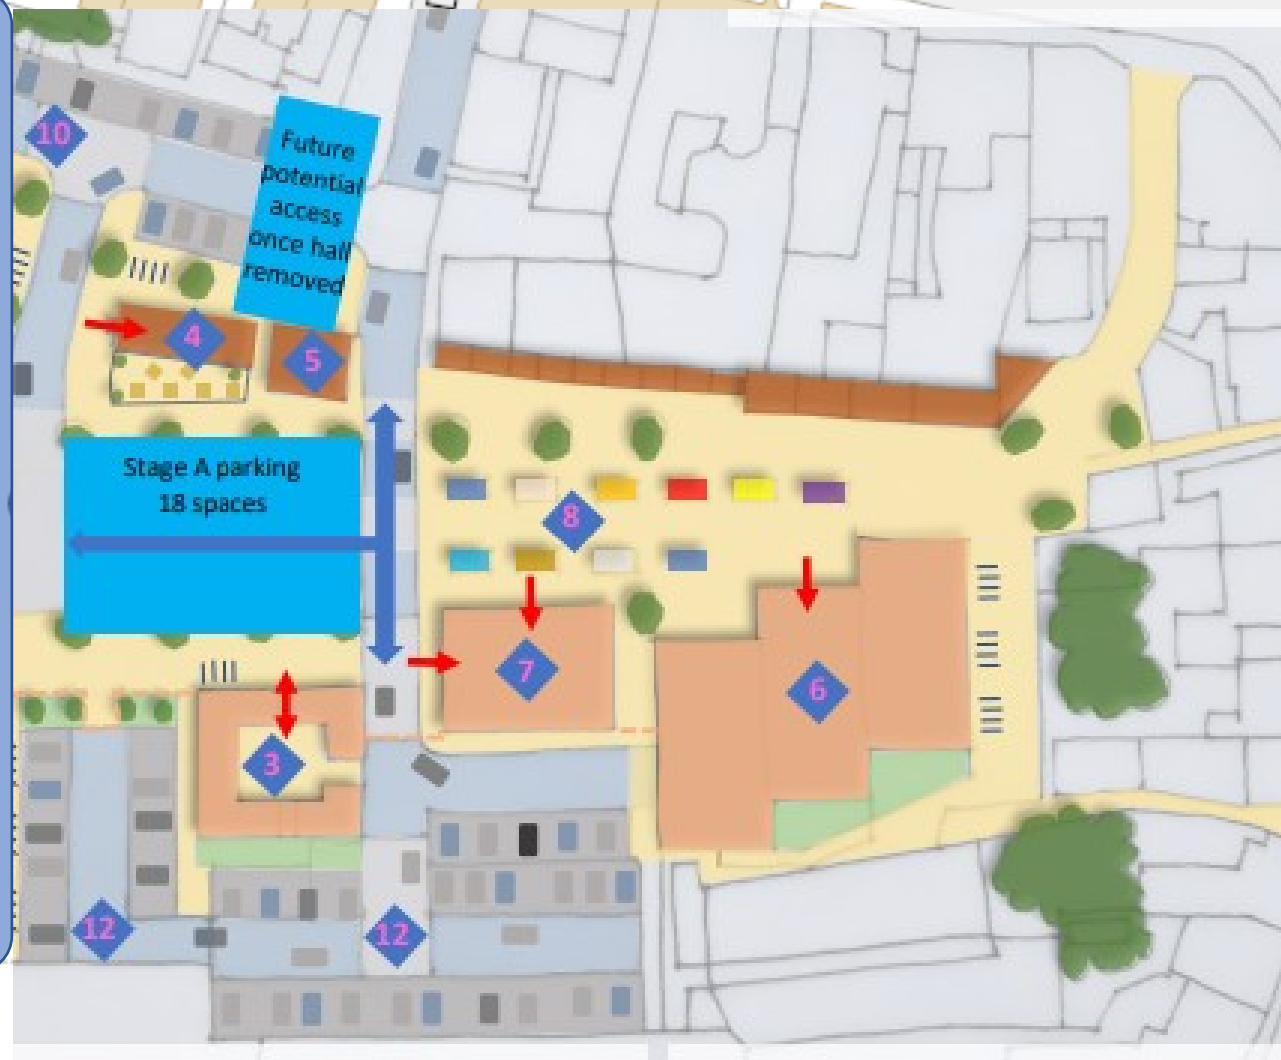 10
Future
potential
access
once hall
removed
4
5
Stage A parking
18 spaces
8
7
6
3
12
12